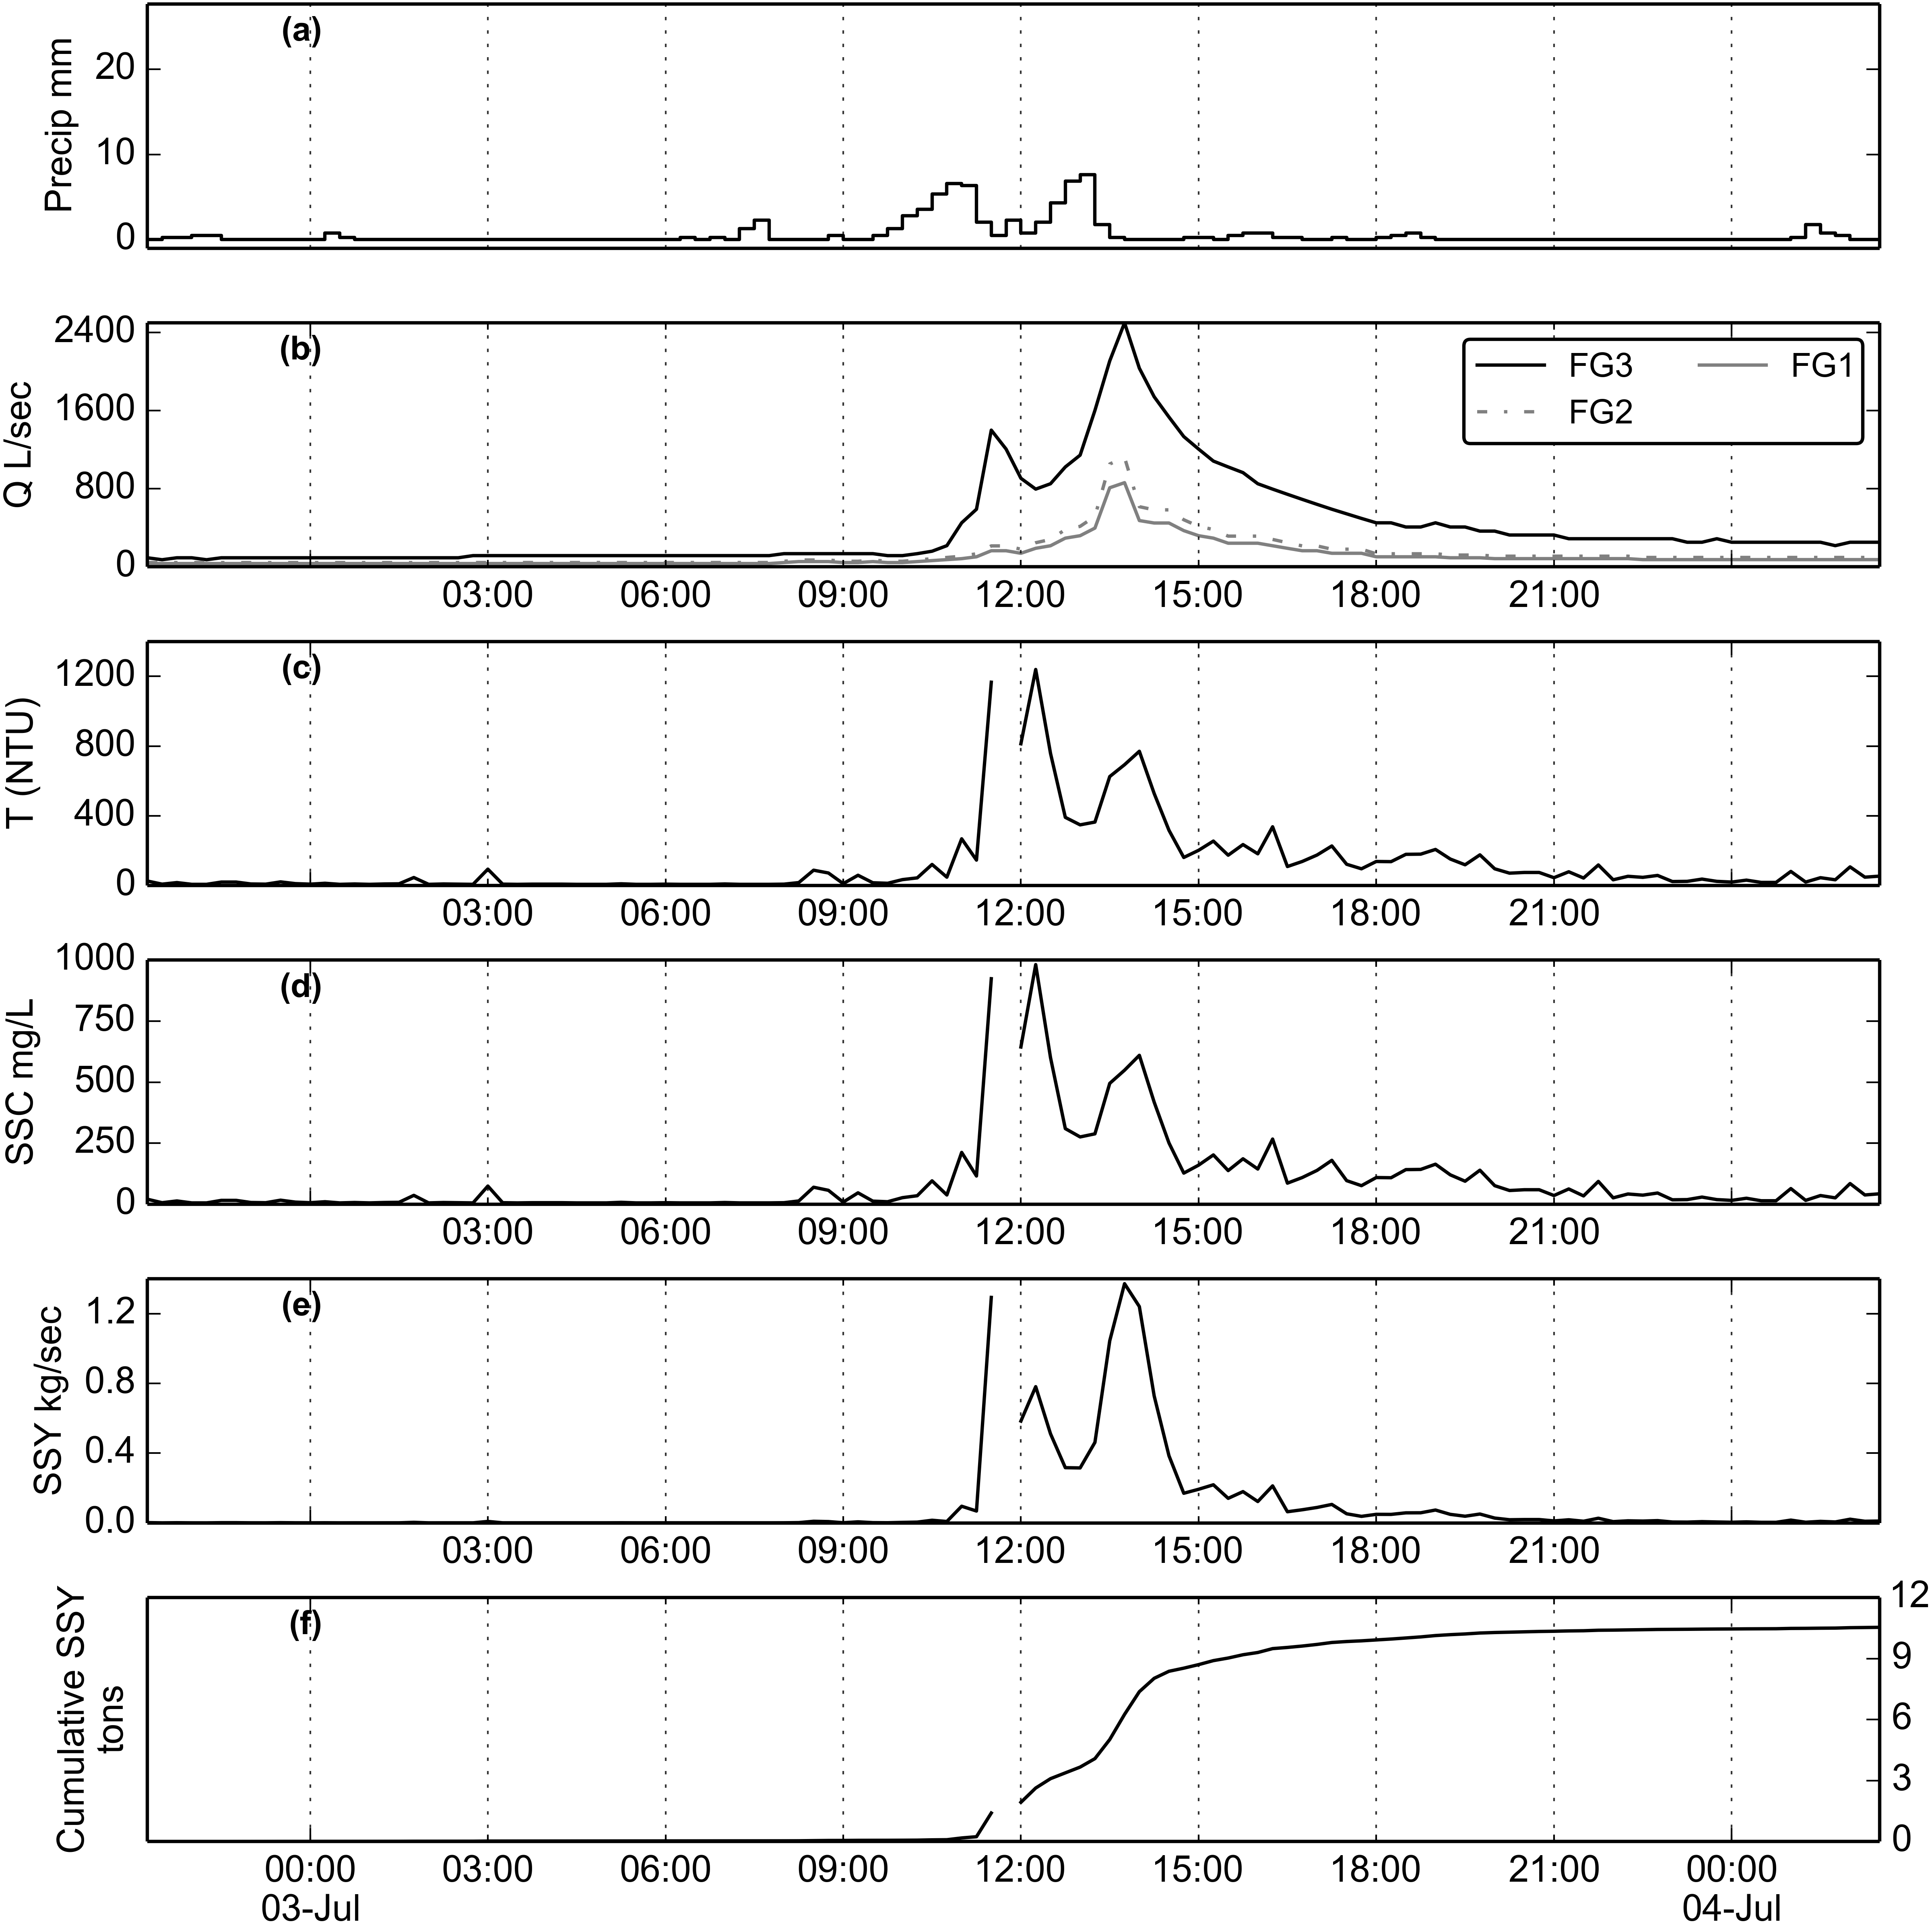 (a)
Precip mm
20
10
0
(b)
Q L/sec
2400
1600
800
0
FG3 FG1
FG2
03:00 06:00 09:00 12:00 15:00 18:00 21:00
(c)
T (NTU)
1200
800
400
0
03:00 06:00 09:00 12:00 15:00 18:00 21:00
(d)
SSC mg/L
1000
750
500
250
0
03:00 06:00 09:00 12:00 15:00 18:00 21:00
(e)
SSY kg/sec
1.2
0.8
0.4
0.0
03:00 06:00 09:00 12:00 15:00 18:00 21:00
(f)
Cumulative SSY
tons
12
9
6
3
0
00:00 03:00 06:00 09:00 12:00 15:00 18:00 21:00 00:00
03-Jul 04-Jul